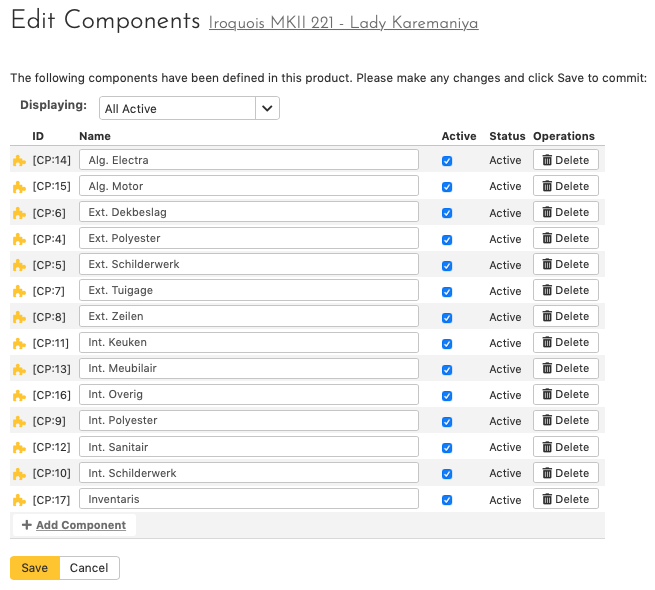 Edit Components Iroquois MKII 221 - Lady Karemaniya
The following components have been defined in this product. Please make any changes and click Save to commit:
Displaying: All Active
ID Name Active Status Operations
[CP:14] Alg. Electra Active Delete
[CP:15] Alg. Motor Active Delete
[CP:6] Ext. Dekbeslag Active Delete
[CP:4] Ext. Polyester Active Delete
[CP:5] Ext. Schilderwerk Active Delete
[CP:7] Ext. Tuigage Active Delete
[CP:8] Ext. Zeilen Active Delete
[CP:11] Int. Keuken Active Delete
[CP:13] Int. Meubilair Active Delete
[CP:16] Int. Overig Active Delete
[CP:9] Int. Polyester Active Delete
[CP:12] Int. Sanitair Active Delete
[CP:10] Int. Schilderwerk Active Delete
[CP:17] Inventaris Active Delete
+ Add Component
Save Cancel